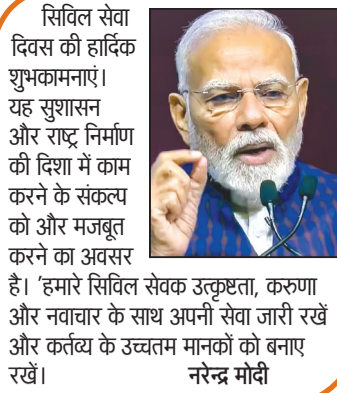 सिविल सेवा
दिवस की हार्दिक
शुभकामनाएं।
यह सुशासन
और राष्ट्र निर्माण
की दिशा में काम
करने के संकल्प
को और मजबूत
करने का अवसर
है। 'हमारे सिविल सेवक उत्कृष्टता, करुणा
और नवाचार के साथ अपनी सेवा जारी रखें
और कर्तव्य के उच्चतम मानकों को बनाए
रखें। नरेन्द्र मोदी